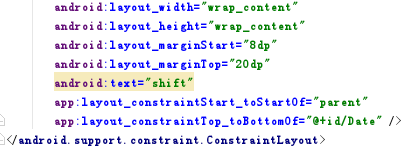 android:layout_width="wrap_content"
android:layout_height="wrap_content"
android:layout_marginStart="8dp"
android:layout_marginTop="20dp"
android:text="shift"
app:layout_constraintStart_toStartOf="parent"
app:layout_constraintTop_toBottomOf="@+id/Date" />
</android.support.constraint.ConstraintLayout>